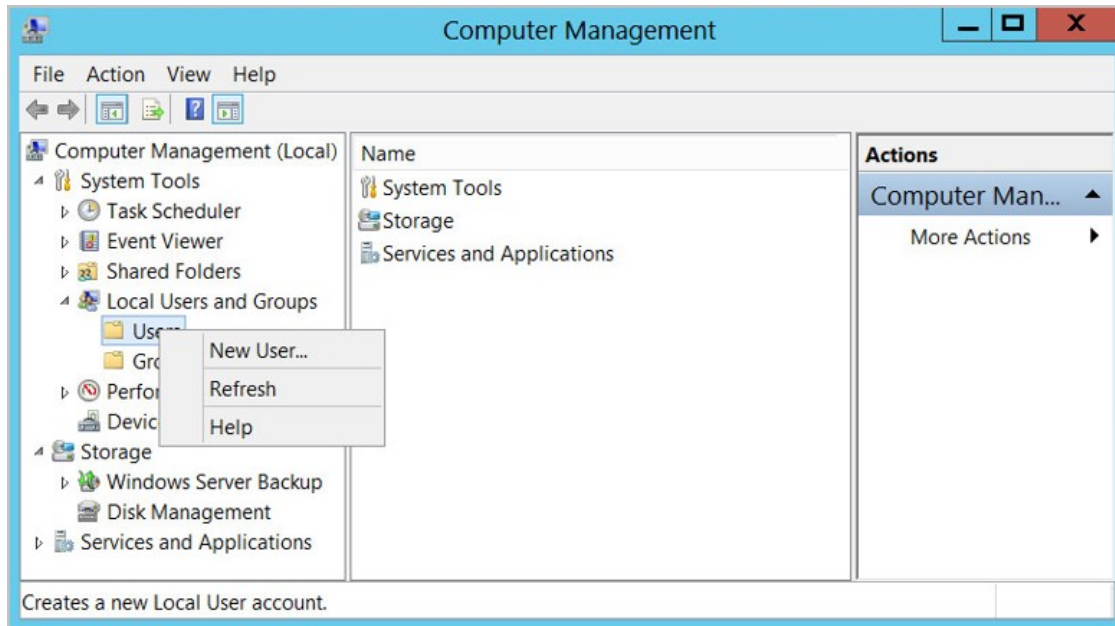 Computer Management
File Action View Help
Computer Management (Local)
System Tools
Task Scheduler
Event Viewer
Shared Folders
Local Users and Groups
Storage
Windows Server Backup
Disk Management
Services and Applications
New User...
Refresh
Help
Name
System Tools
Storage
Services and Applications
Actions
Computer Man...
More Actions
Creates a new Local User account.